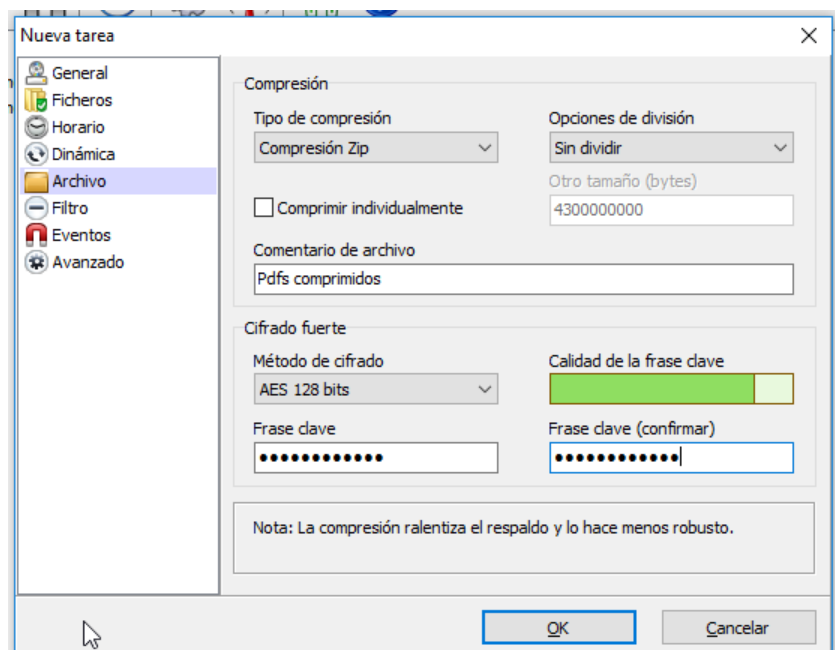 Nueva tarea
General
Ficheros
Horario
Dinámica
Archivo
Filtro
Eventos
Avanzado
Compresión
Tipo de compresión
Opciones de división
Compresión Zip
Sin dividir
Otro tamaño (bytes)
Comprimir individualmente
4300000000
Comentario de archivo
Pdfs comprimidos
Cifrado fuerte
Método de cifrado
Calidad de la frase clave
AES 128 bits
Frase clave
Frase clave (confirmar)
••••••••••••
••••••••••••
Nota: La compresión ralentiza el respaldo y lo hace menos robusto.
OK
Cancelar